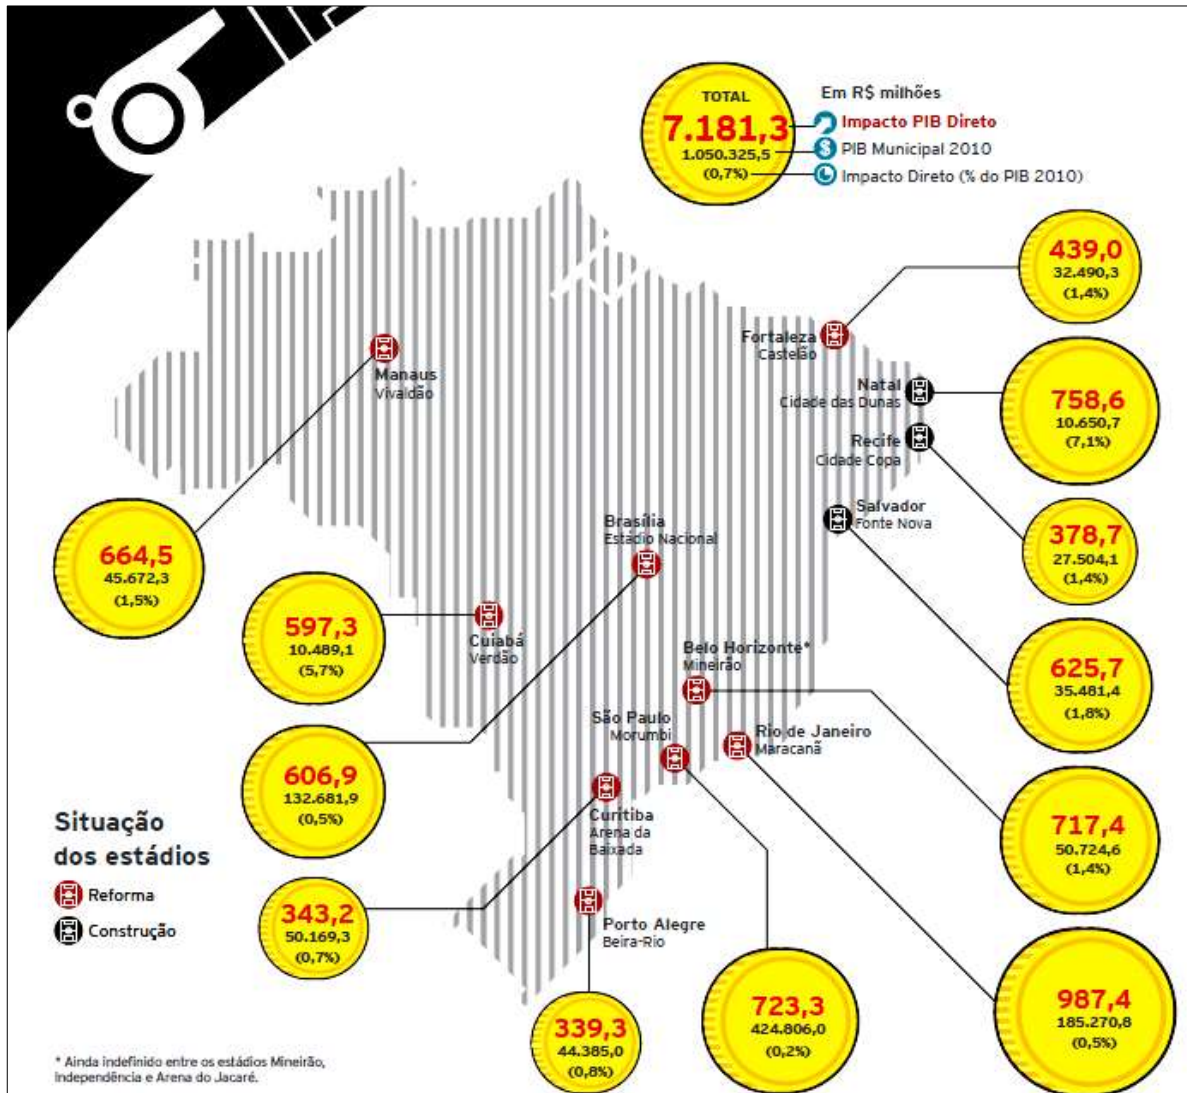 TOTAL
7.181,3
1.050.325,5
(0,7%)
Em R$ milhões
Impacto PIB Direto
$ PIB Municipal 2010
Impacto Direto (% do PIB 2010)
439,0
32.490,3
(1,4%)
Fortaleza
Castelão
Manaus
Vivaldão
Natal
Cidade das Dunas
758,6
10.650,7
(7,1%)
Recife
Cidade Copa
Salvador
Fonte Nova
378,7
27.504,1
(1,4%)
Brasília
Estádio Nacional
664,5
45.672,3
(1,5%)
597,3
10.489,1
(5,7%)
Cuiabá
Verdão
Belo Horizonte*
Mineirão
625,7
35.481,4
(1,8%)
São Paulo
Morumbi
Rio de Janeiro
Maracanã
606,9
132.681,9
(0,5%)
Curitiba
Arena da
Baixada
717,4
50.724,6
(1,4%)
Situação
dos estádios
Reforma
Construção
343,2
50.169,3
(0,7%)
Porto Alegre
Beira-Rio
339,3
44.385,0
(0,8%)
723,3
424.806,0
(0,2%)
987,4
185.270,8
(0,5%)
* Ainda indefinido entre os estádios Mineirão,
Independência e Arena do Jacaré.